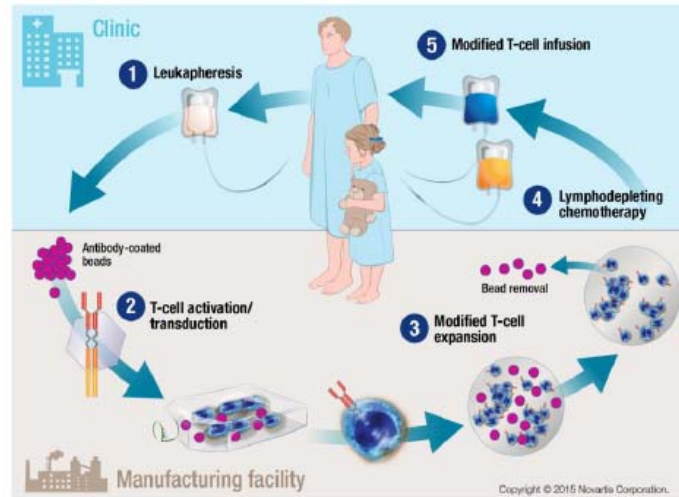 Clinic
1 Leukapheresis
5 Modified T-cell infusion
4 Lymphodepleting
chemotherapy
Antibody-coated
beads
2 T-cell activation/
transduction
Bead removal
3 Modified T-cell
expansion
Manufacturing facility
Copyright © 2015 Novartis Corporation.